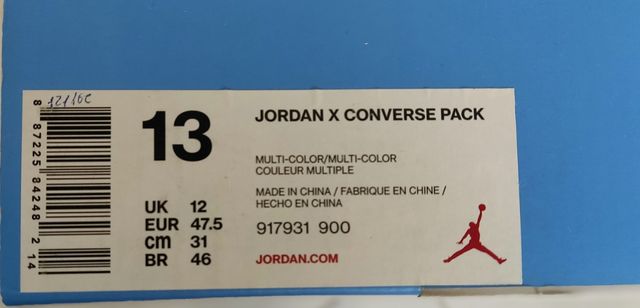 13
JORDAN X CONVERSE PACK
MULTI-COLOR/MULTI-COLOR
COULEUR MULTIPLE
MADE IN CHINA / FABRIQUE EN CHINE /
HECHO EN CHINA
UK 12
EUR 47.5
cm 31
BR 46
917931 900
JORDAN.COM
8 87225 84248 2 14